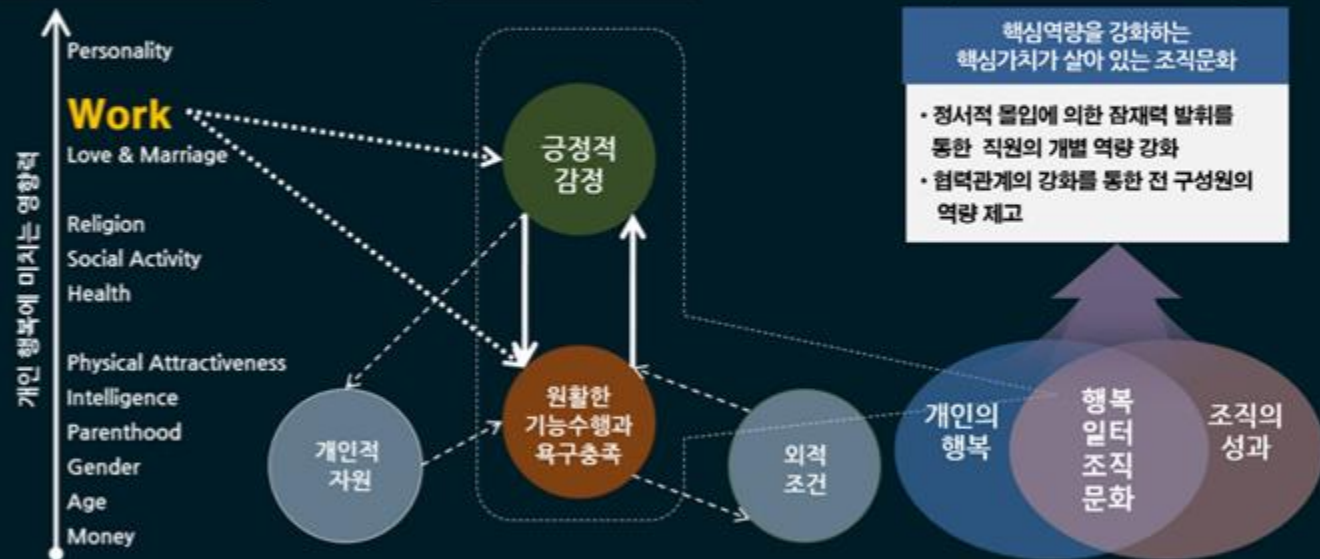 개인 행복에 미치는 영향력
Personality
Work
Love & Marriage
Religion
Social Activity
Health
Physical Attractiveness
Intelligence
Parenthood
Gender
Age
Money
긍정적
감정
원활한
기능수행과
욕구충족
개인적
자원
외적
조건
핵심역량을 강화하는
핵심가치가 살아 있는 조직문화
• 정서적 몰입에 의한 잠재력 발휘를
통한 직원의 개별 역량 강화
• 협력관계의 강화를 통한 전 구성원의
역량 제고
개인의
행복
행복
일터
조직
문화
조직의
성과